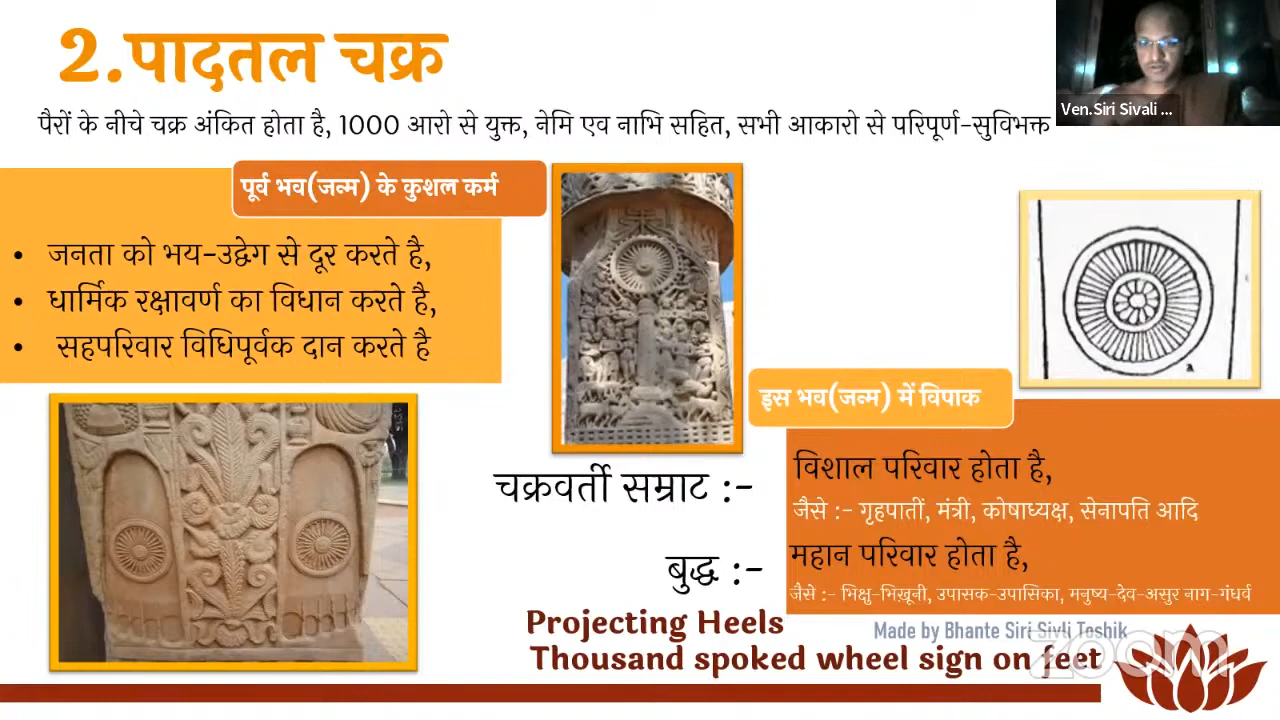 2.पादतल चक्र
पैरों के नीचे चक्र अंकित होता है, 1000 आरो से युक्त, नेमि एव नाभि सहित, सभी आकारो से परिपूर्ण-सुविभक्त
Ven.Siri Sivali ...
पूर्व भव(जन्म) के कुशल कर्म
• जनता को भय-उद्वेग से दूर करते है,
• धार्मिक रक्षावर्ण का विधान करते है,
• सहपरिवार विधिपूर्वक दान करते है
इस भव(जन्म) में विपाक
चक्रवर्ती सम्राट :-
विशाल परिवार होता है,
जैसे :- गृहपातीं, मंत्री, कोषाध्यक्ष, सेनापति आदि
बुद्ध :-
महान परिवार होता है,
जैसे :- भिक्षु-भिख़ूनी, उपासक-उपासिका, मनुष्य-देव-असुर नाग-गंधर्व
Projecting Heels
Thousand spoked wheel sign on feet
Made by Bhante Siri Sivli Toshik
zoom